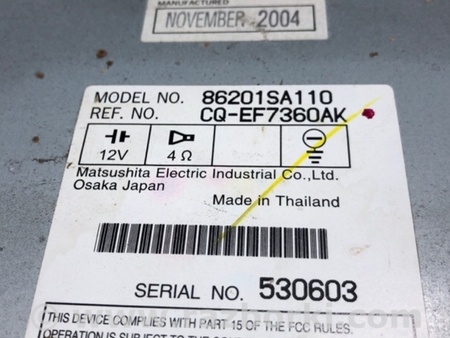 MANUFACTURED
NOVEMBER 2004
MODEL NO. 86201SA110
REF. NO. CQ-EF7360AK
12V 4 Ω
Matsushita Electric Industrial Co.,Ltd.
Osaka Japan
Made in Thailand
SERIAL NO. 530603
THIS DEVICE COMPLIES WITH PART 15 OF THE FCC RULES.
OPERATION IS SUBJECT TO THE